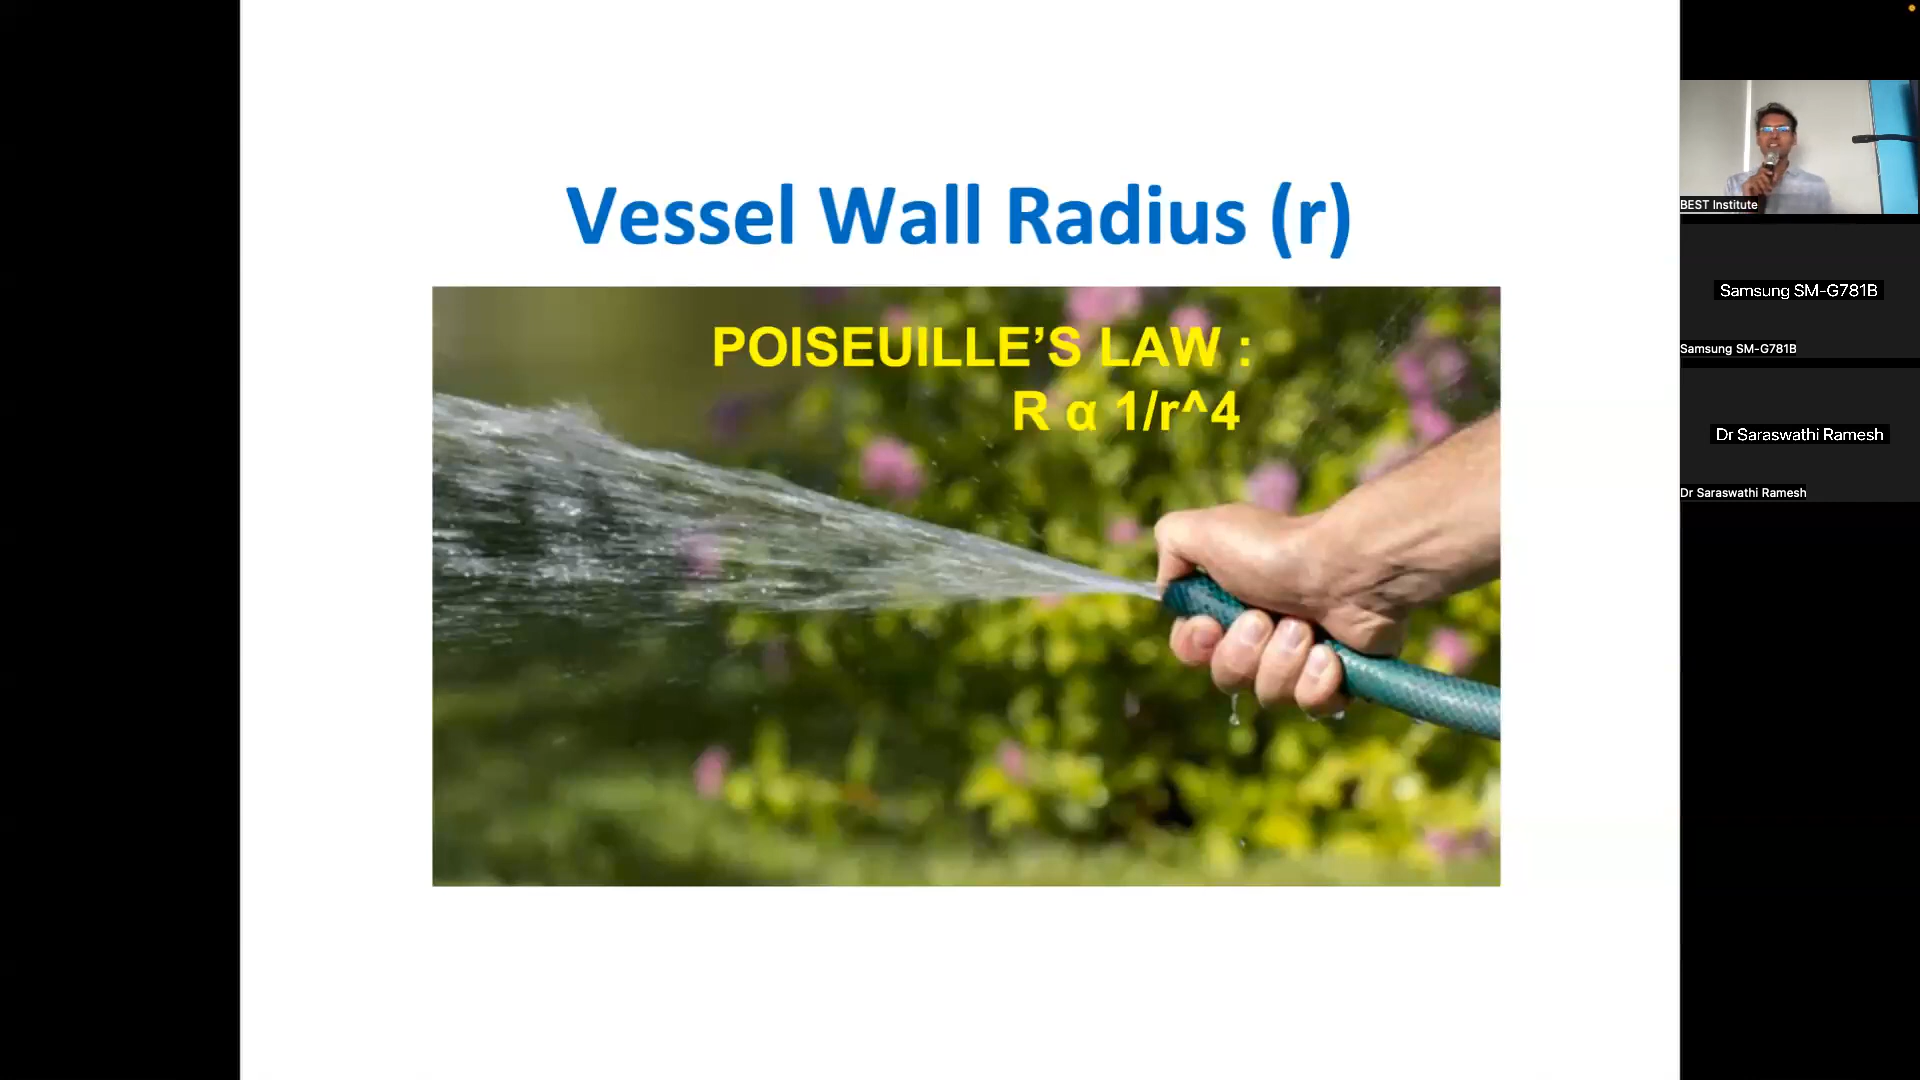 Vessel Wall Radius (r)
POISEUILLE’S LAW :
R α 1/r^4
BEST Institute
Samsung SM-G781B
Samsung SM-G781B
Dr Saraswathi Ramesh
Dr Saraswathi Ramesh